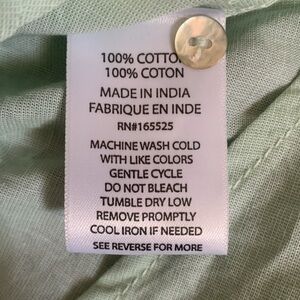 100% COTTON
100% COTON
MADE IN INDIA
FABRIQUE EN INDE
RN#165525
MACHINE WASH COLD
WITH LIKE COLORS
GENTLE CYCLE
DO NOT BLEACH
TUMBLE DRY LOW
REMOVE PROMPTLY
COOL IRON IF NEEDED
SEE REVERSE FOR MORE